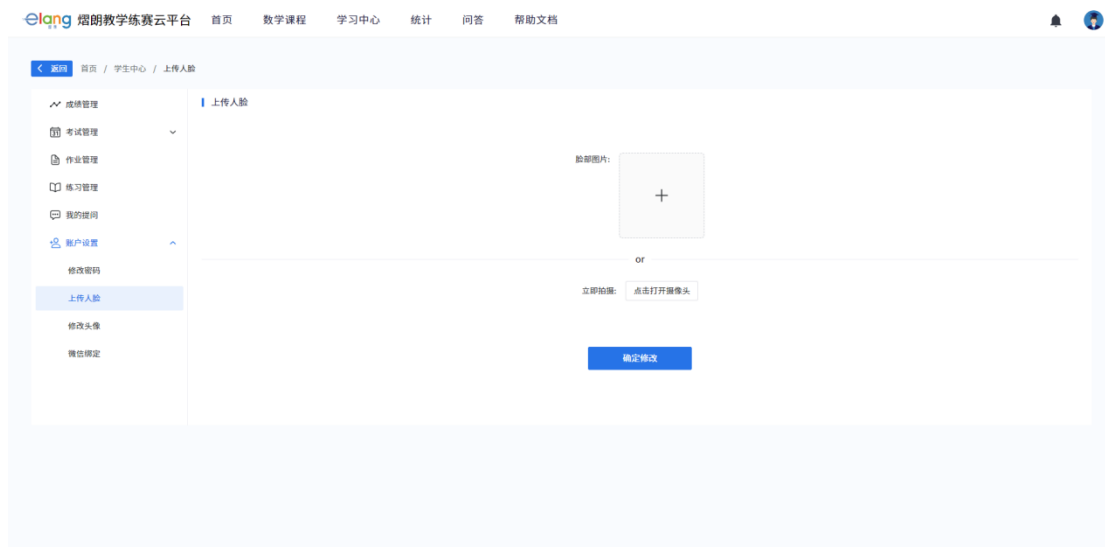 elang 熠朗教学练赛云平台 首页 数学课程 学习中心 统计 问答 帮助文档
返回 首页 / 学生中心 / 上传人脸
成绩管理
考试管理
作业管理
练习管理
我的提问
账户设置
修改密码
上传人脸
修改头像
微信绑定
上传人脸
脸部图片:
+
or
立即拍摄: 点击打开摄像头
确定修改